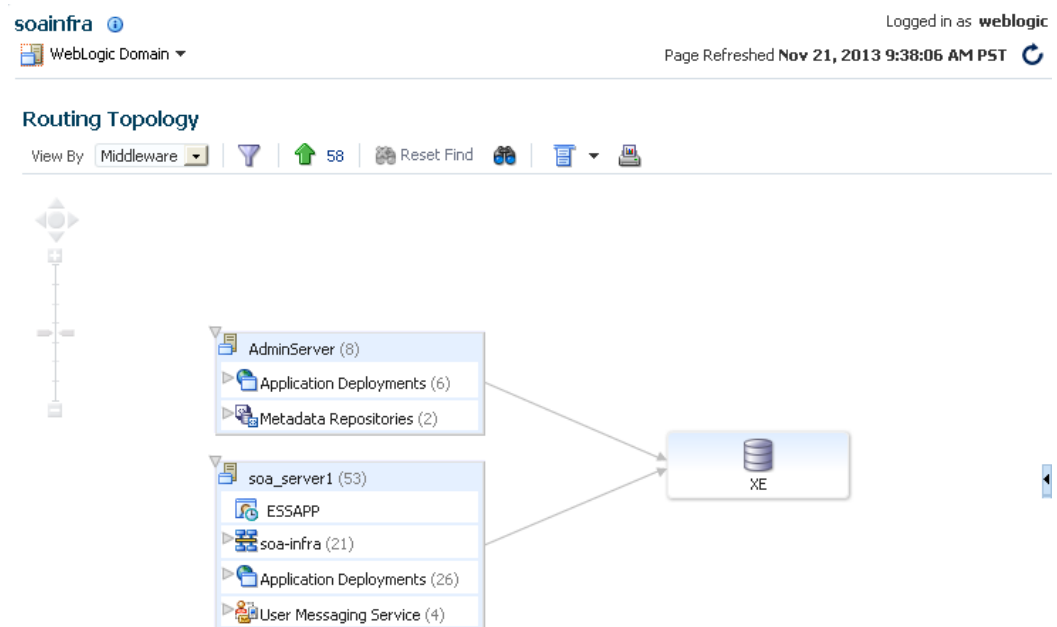 soainfra
Logged in as weblogic
WebLogic Domain
Page Refreshed Nov 21, 2013 9:38:06 AM PST
Routing Topology
View By Middleware 58 Reset Find
AdminServer (8)
Application Deployments (6)
Metadata Repositories (2)
soa_server1 (53)
ESSAPP
soa-infra (21)
Application Deployments (26)
User Messaging Service (4)
XE